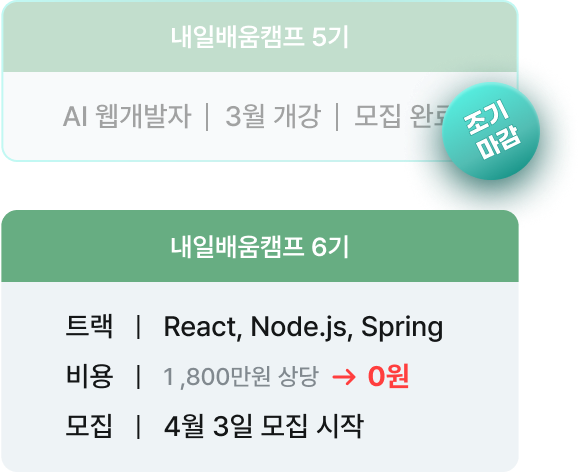 내일배움캠프 5기
AI 웹개발자 | 3월 개강 | 모집 완료
조기
마감
내일배움캠프 6기
트랙 | React, Node.js, Spring
비용 | 1,800만원 상당 → 0원
모집 | 4월 3일 모집 시작